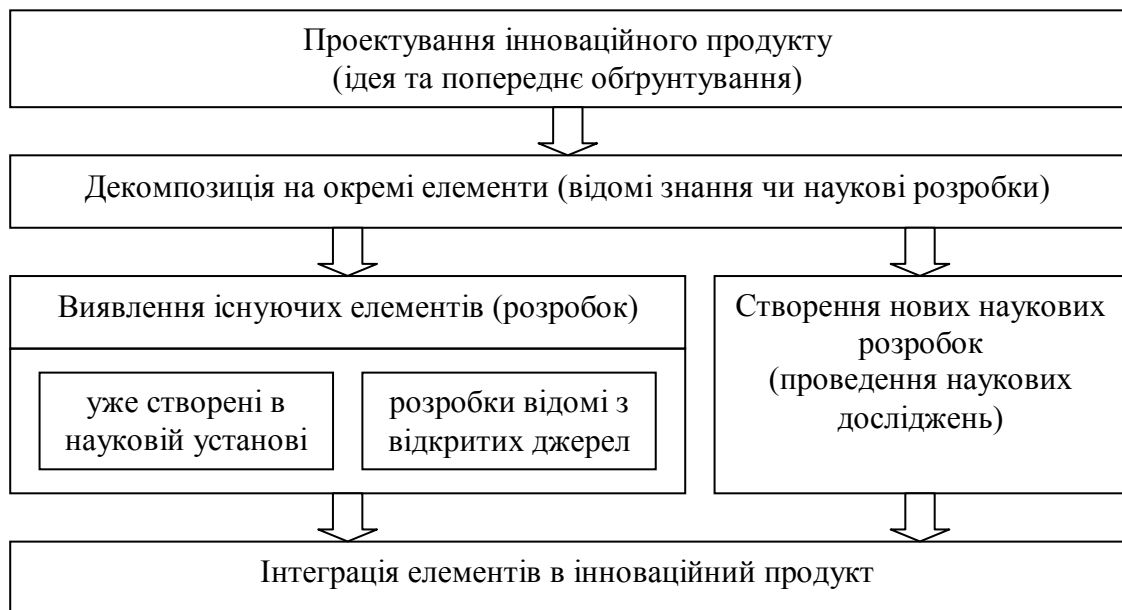 Проектування інноваційного продукту
(ідея та попереднє обґрунтування)
Декомпозиція на окремі елементи (відомі знання чи наукові розробки)
Виявлення існуючих елементів (розробок)
уже створені в
науковій установі
розробки відомі з
відкритих джерел
Створення нових наукових
розробок
(проведення наукових
досліджень)
Інтеграція елементів в інноваційний продукт